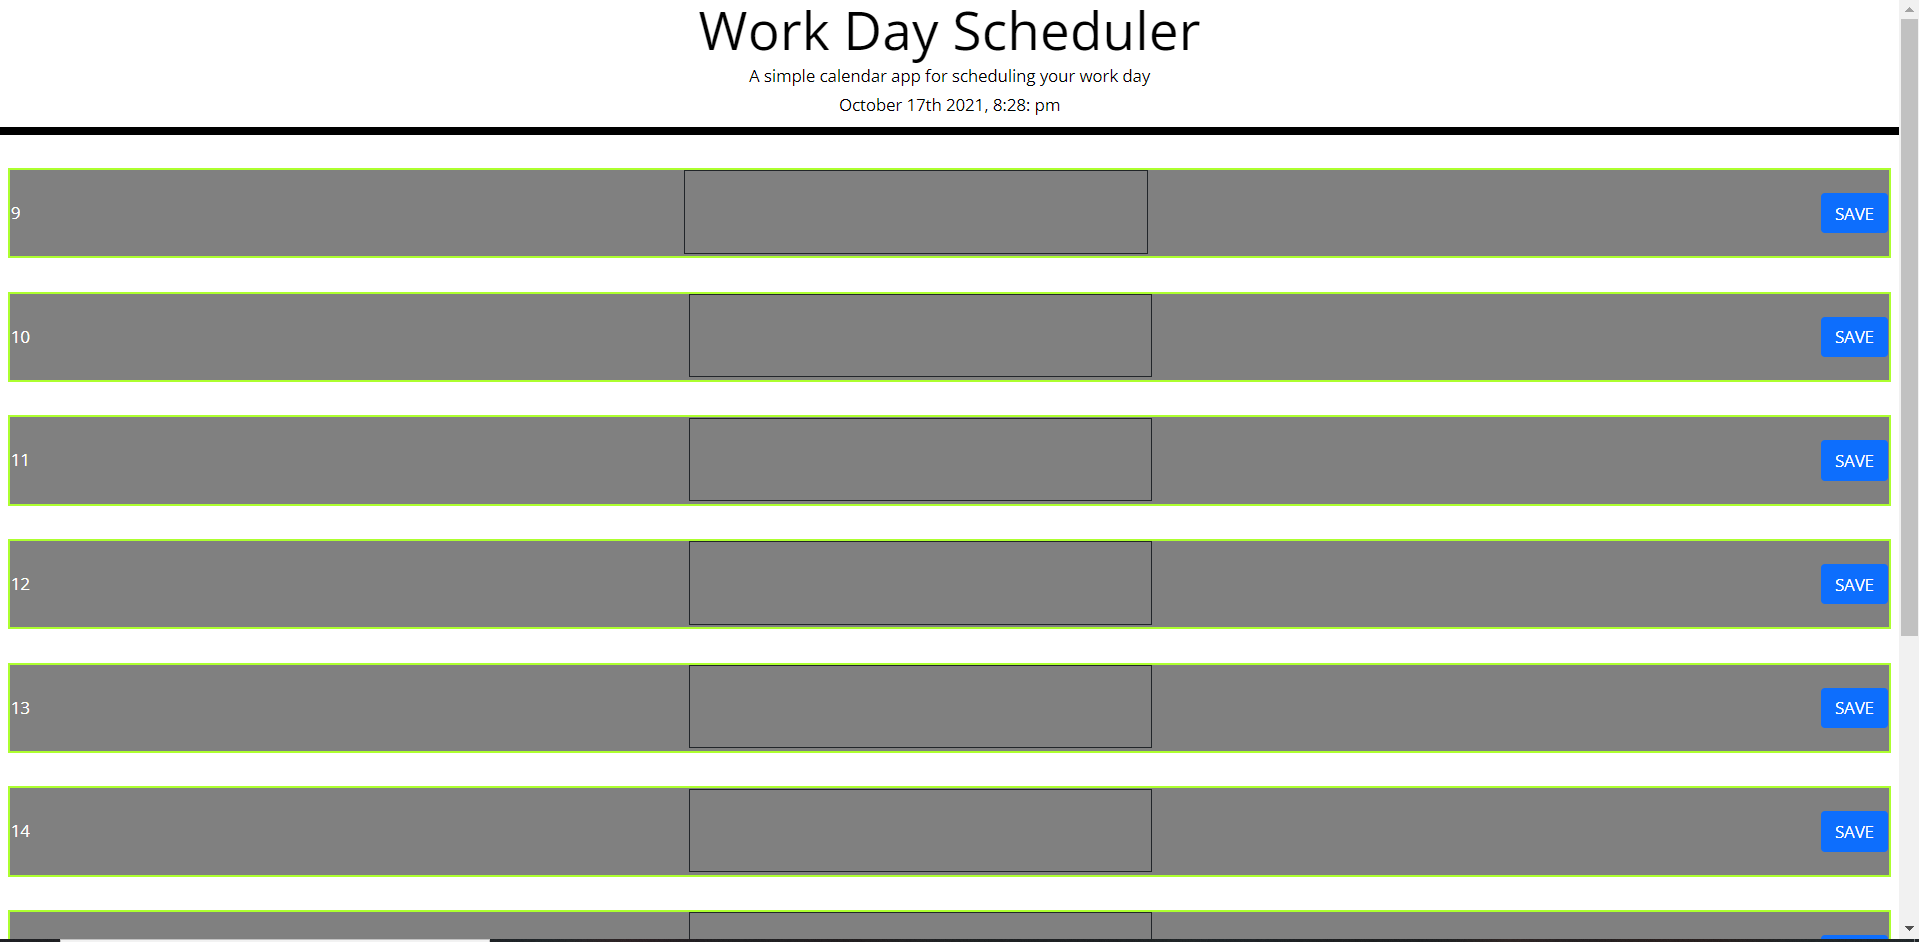 Work Day Scheduler
A simple calendar app for scheduling your work day
October 17th 2021, 8:28: pm
9 SAVE
10 SAVE
11 SAVE
12 SAVE
13 SAVE
14 SAVE